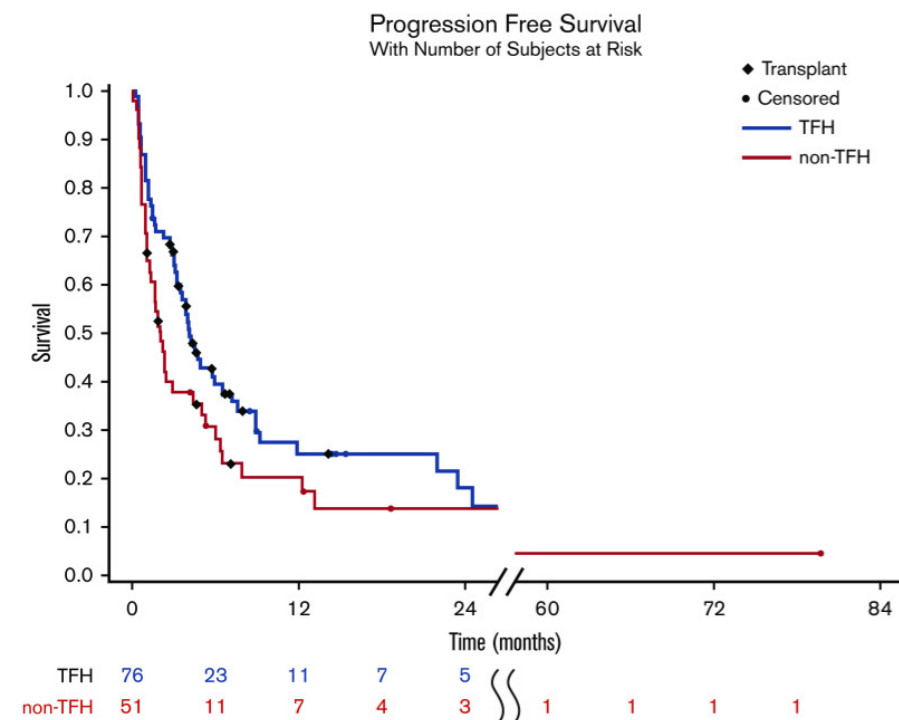 Progression Free Survival
With Number of Subjects at Risk
Transplant
Censored
TFH
non-TFH
1.0
0.9
0.8
0.7
0.6
0.5
0.4
0.3
0.2
0.1
0.0
Survival
0 12 24 60 72 84
Time (months)
TFH 76 23 11 7 5
non-TFH 51 11 7 4 3 1 1 1 1